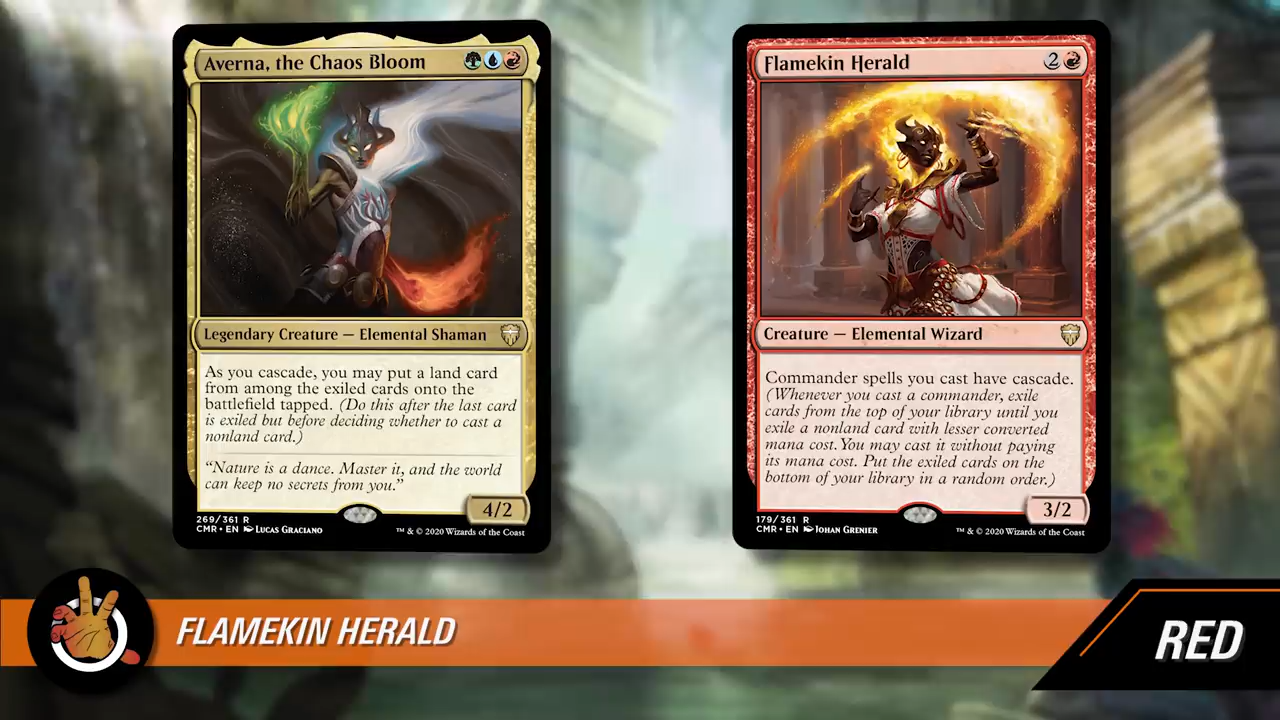 Averna, the Chaos Bloom
Legendary Creature — Elemental Shaman
As you cascade, you may put a land card
from among the exiled cards onto the
battlefield tapped. (Do this after the last card
is exiled but before deciding whether to cast a
nonland card.)
“Nature is a dance. Master it, and the world
can keep no secrets from you.”
4/2
269/361 R
CMR • EN Lucas Graciano
™ & © 2020 Wizards of the Coast
Flamekin Herald
2
Creature — Elemental Wizard
Commander spells you cast have cascade.
(Whenever you cast a commander, exile
cards from the top of your library until you
exile a nonland card with lesser converted
mana cost. You may cast it without paying
its mana cost. Put the exiled cards on the
bottom of your library in a random order.)
3/2
179/361 R
CMR • EN Johan Grenier
™ & © 2020 Wizards of the Coast
FLAMEKIN HERALD
RED